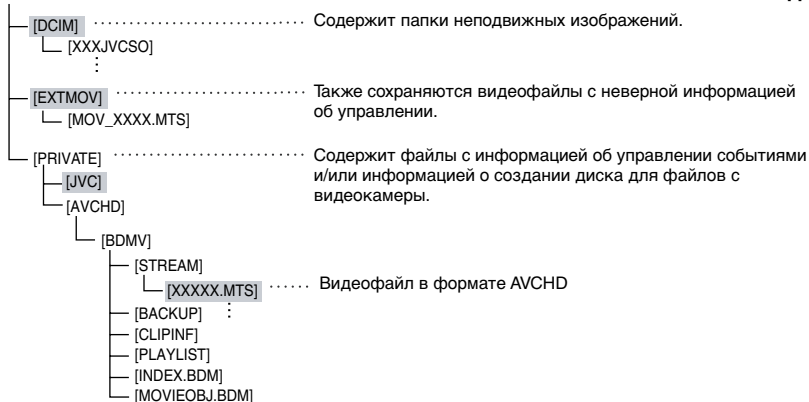 [DCIM] Содержит папки неподвижных изображений.
[XXXJVCSO]
[EXTMOV] Также сохраняются видеофайлы с неверной информацией
об управлении.
[MOV_XXXX.MTS]
[PRIVATE] Содержит файлы с информацией об управлении событиями
и/или информацией о создании диска для файлов с
видеокамеры.
[JVC]
[AVCHD]
[BDMV]
[STREAM]
[XXXXX.MTS] Видеофайл в формате AVCHD
[BACKUP]
[CLIPINF]
[PLAYLIST]
[INDEX.BDM]
[MOVIEOBJ.BDM]